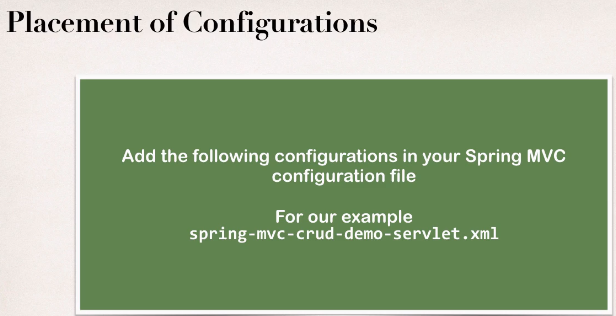 Placement of Configurations
Add the following configurations in your Spring MVC
configuration file
For our example
spring-mvc-crud-demo-servlet.xml